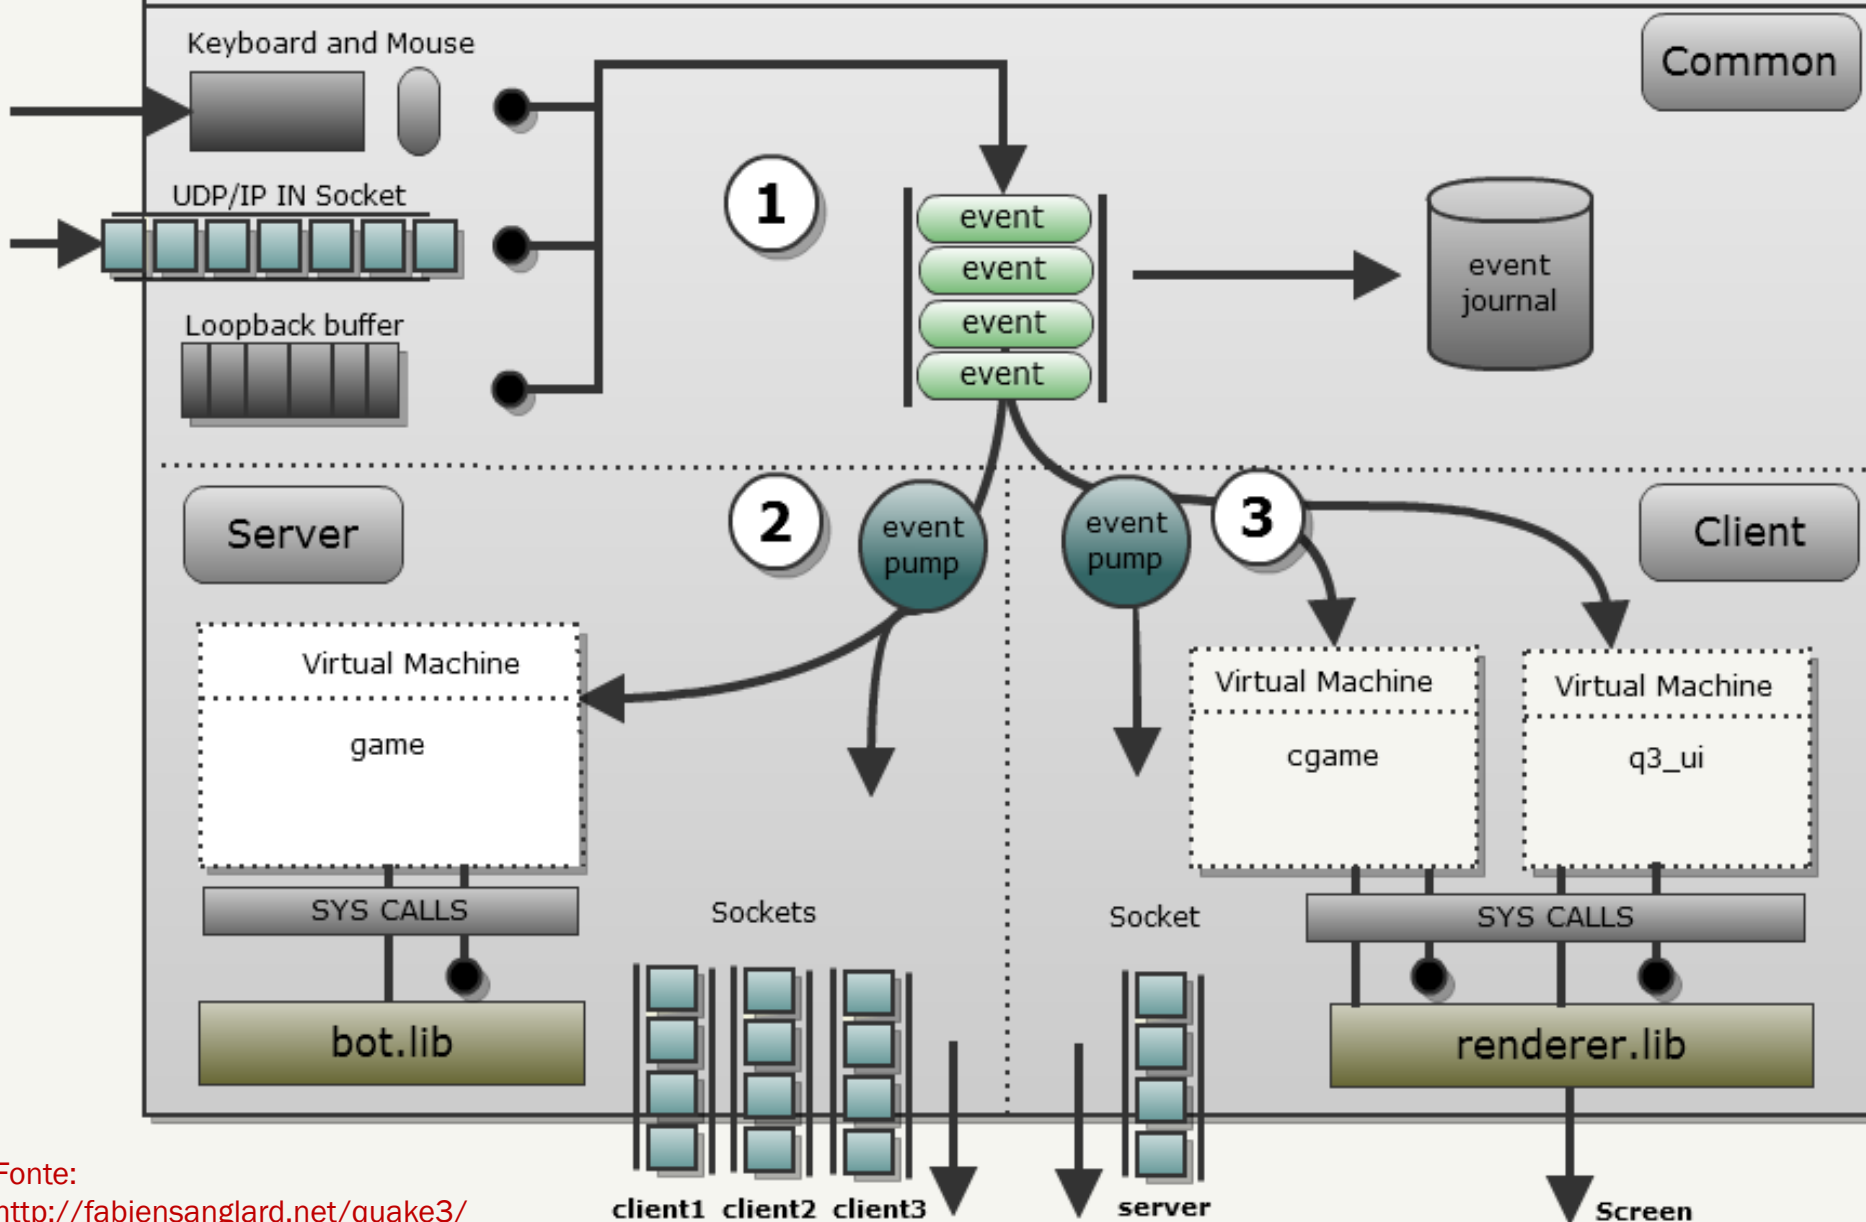 Keyboard and Mouse
Common
UDP/IP IN Socket
1
event
event
event
event
event
journal
Loopback buffer
Server
2
event
pump
event
pump
3
Client
Virtual Machine
game
Virtual Machine
cgame
Virtual Machine
q3_ui
SYS CALLS
Sockets
Socket
SYS CALLS
bot.lib
renderer.lib
Fonte:
http://fabiensanglard.net/quake3/
client1 client2 client3
server
Screen